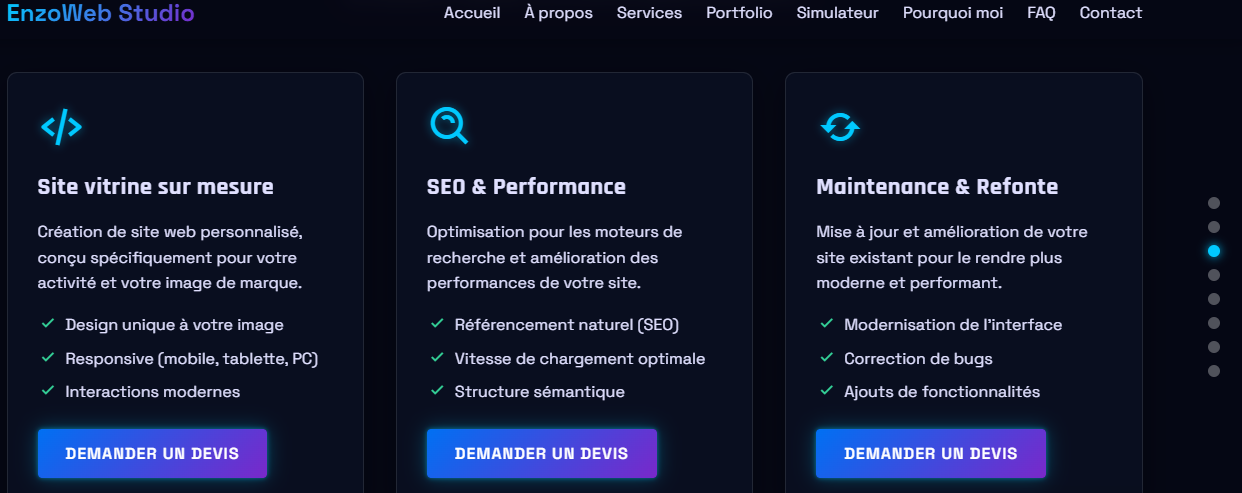 EnzoWeb Studio
Accueil À propos Services Portfolio Simulateur Pourquoi moi FAQ Contact
Site vitrine sur mesure
Création de site web personnalisé,
conçu spécifiquement pour votre
activité et votre image de marque.
Design unique à votre image
Responsive (mobile, tablette, PC)
Interactions modernes
DEMANDER UN DEVIS
SEO & Performance
Optimisation pour les moteurs de
recherche et amélioration des
performances de votre site.
Référencement naturel (SEO)
Vitesse de chargement optimale
Structure sémantique
DEMANDER UN DEVIS
Maintenance & Refonte
Mise à jour et amélioration de votre
site existant pour le rendre plus
moderne et performant.
Modernisation de l'interface
Correction de bugs
Ajouts de fonctionnalités
DEMANDER UN DEVIS